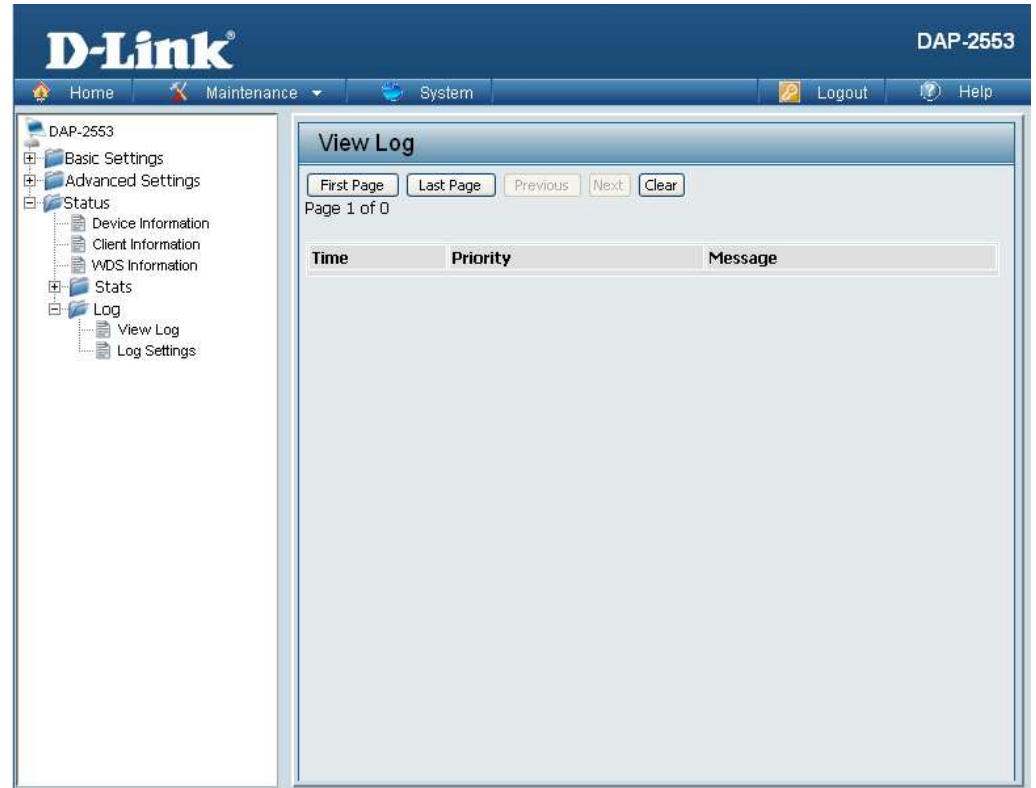 D-Link®
DAP-2553
Home Maintenance System Logout Help
DAP-2553
Basic Settings
Advanced Settings
Status
Device Information
Client Information
WDS Information
Stats
Log
View Log
Log Settings
View Log
First Page Last Page Previous Next Clear
Page 1 of 0
Time Priority Message